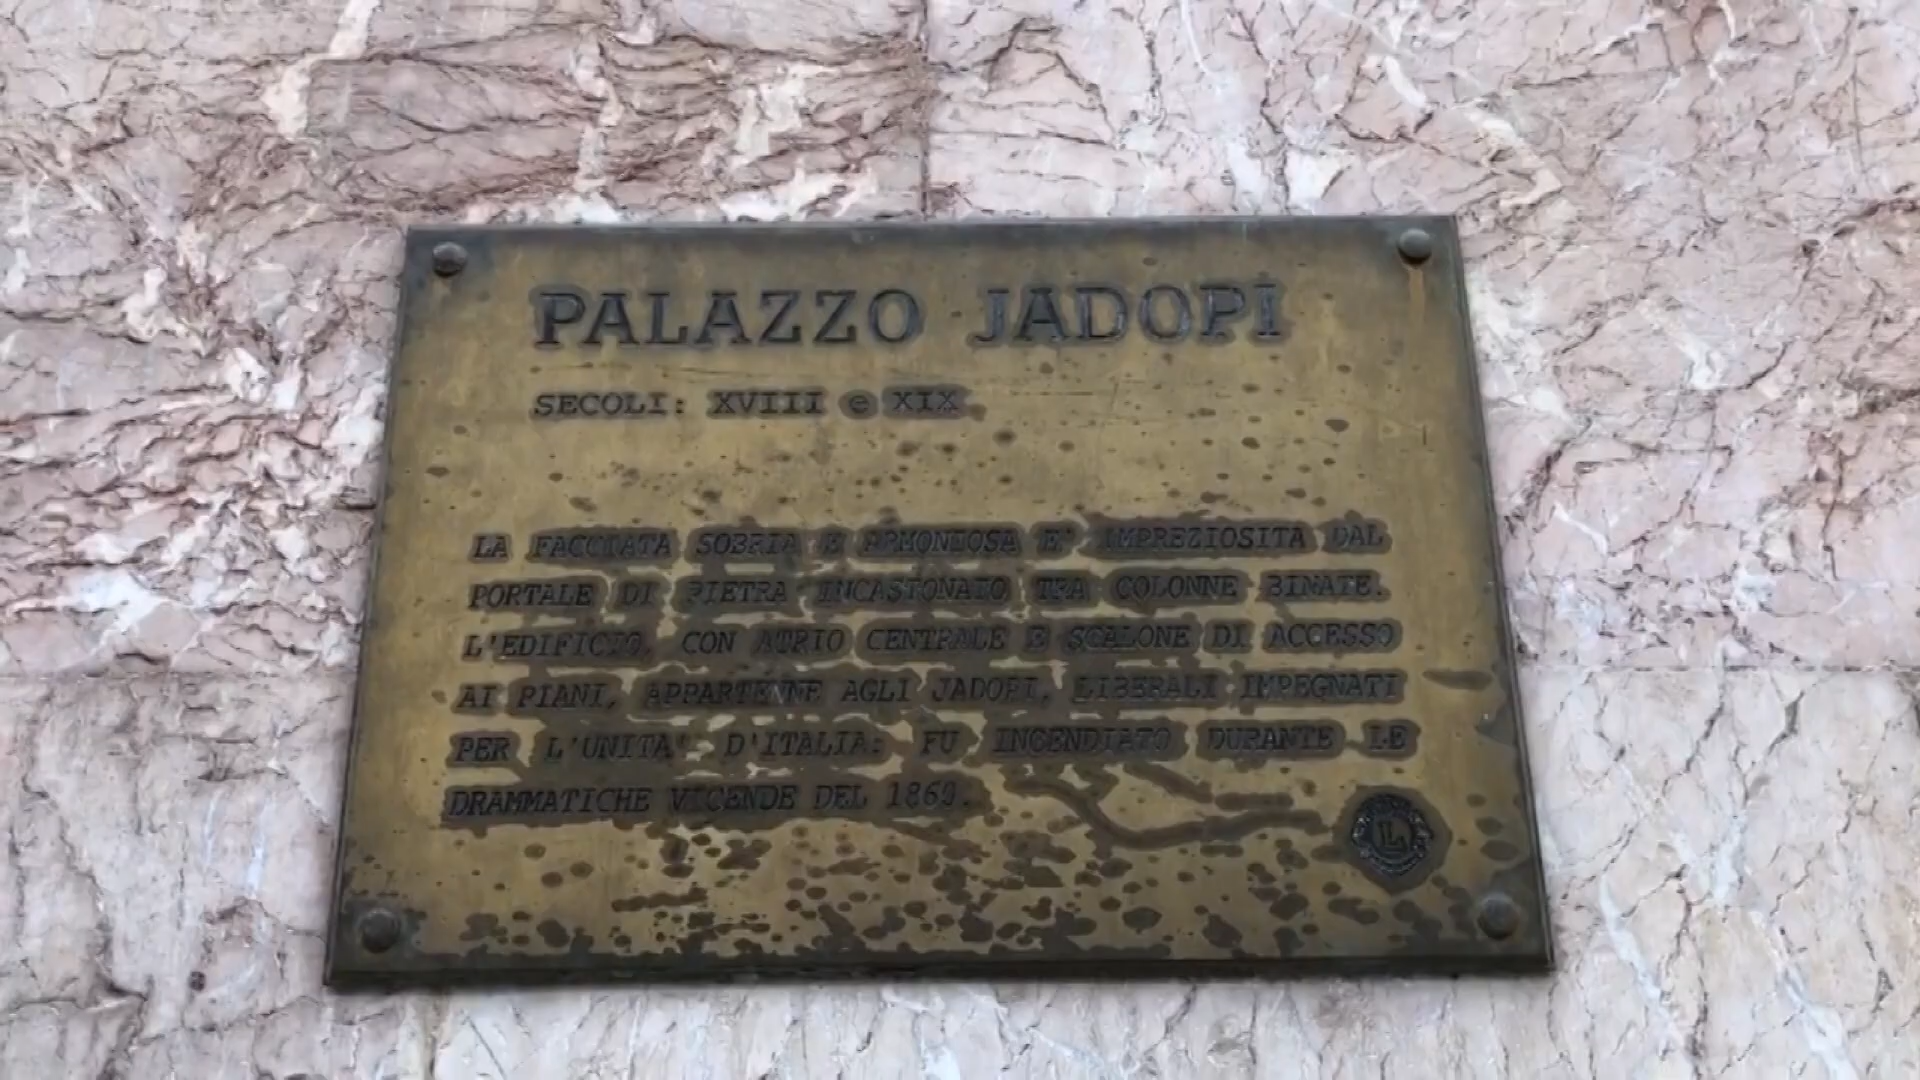 PALAZZO JADOPI
SECOLI: XVIII e XIX
LA FACCIATA SOBRIA E ARMONIOSA E' IMPREZIOSITA DAL
PORTALE DI PIETRA INCASTONATO TRA COLONNE BINATE.
L'EDIFICIO, CON ATRIO CENTRALE E SCALONE DI ACCESSO
AI PIANI, APPARTENNE AGLI JADOPI, LIBERALI IMPEGNATI
PER L'UNITA' D'ITALIA: FU INCENDIATO DURANTE LE
DRAMMATICHE VICENDE DEL 1860.
L